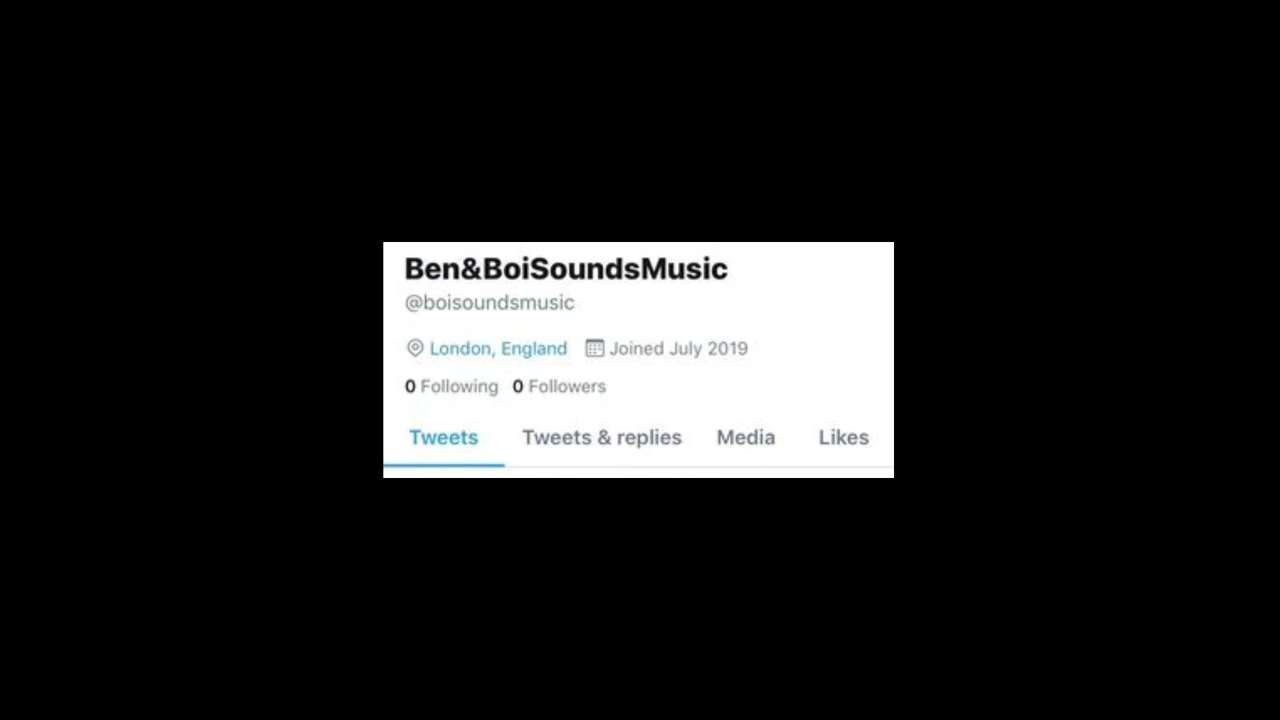 Ben&BoiSoundsMusic
@boisoundsmusic
London, England Joined July 2019
0 Following 0 Followers
Tweets Tweets & replies Media Likes